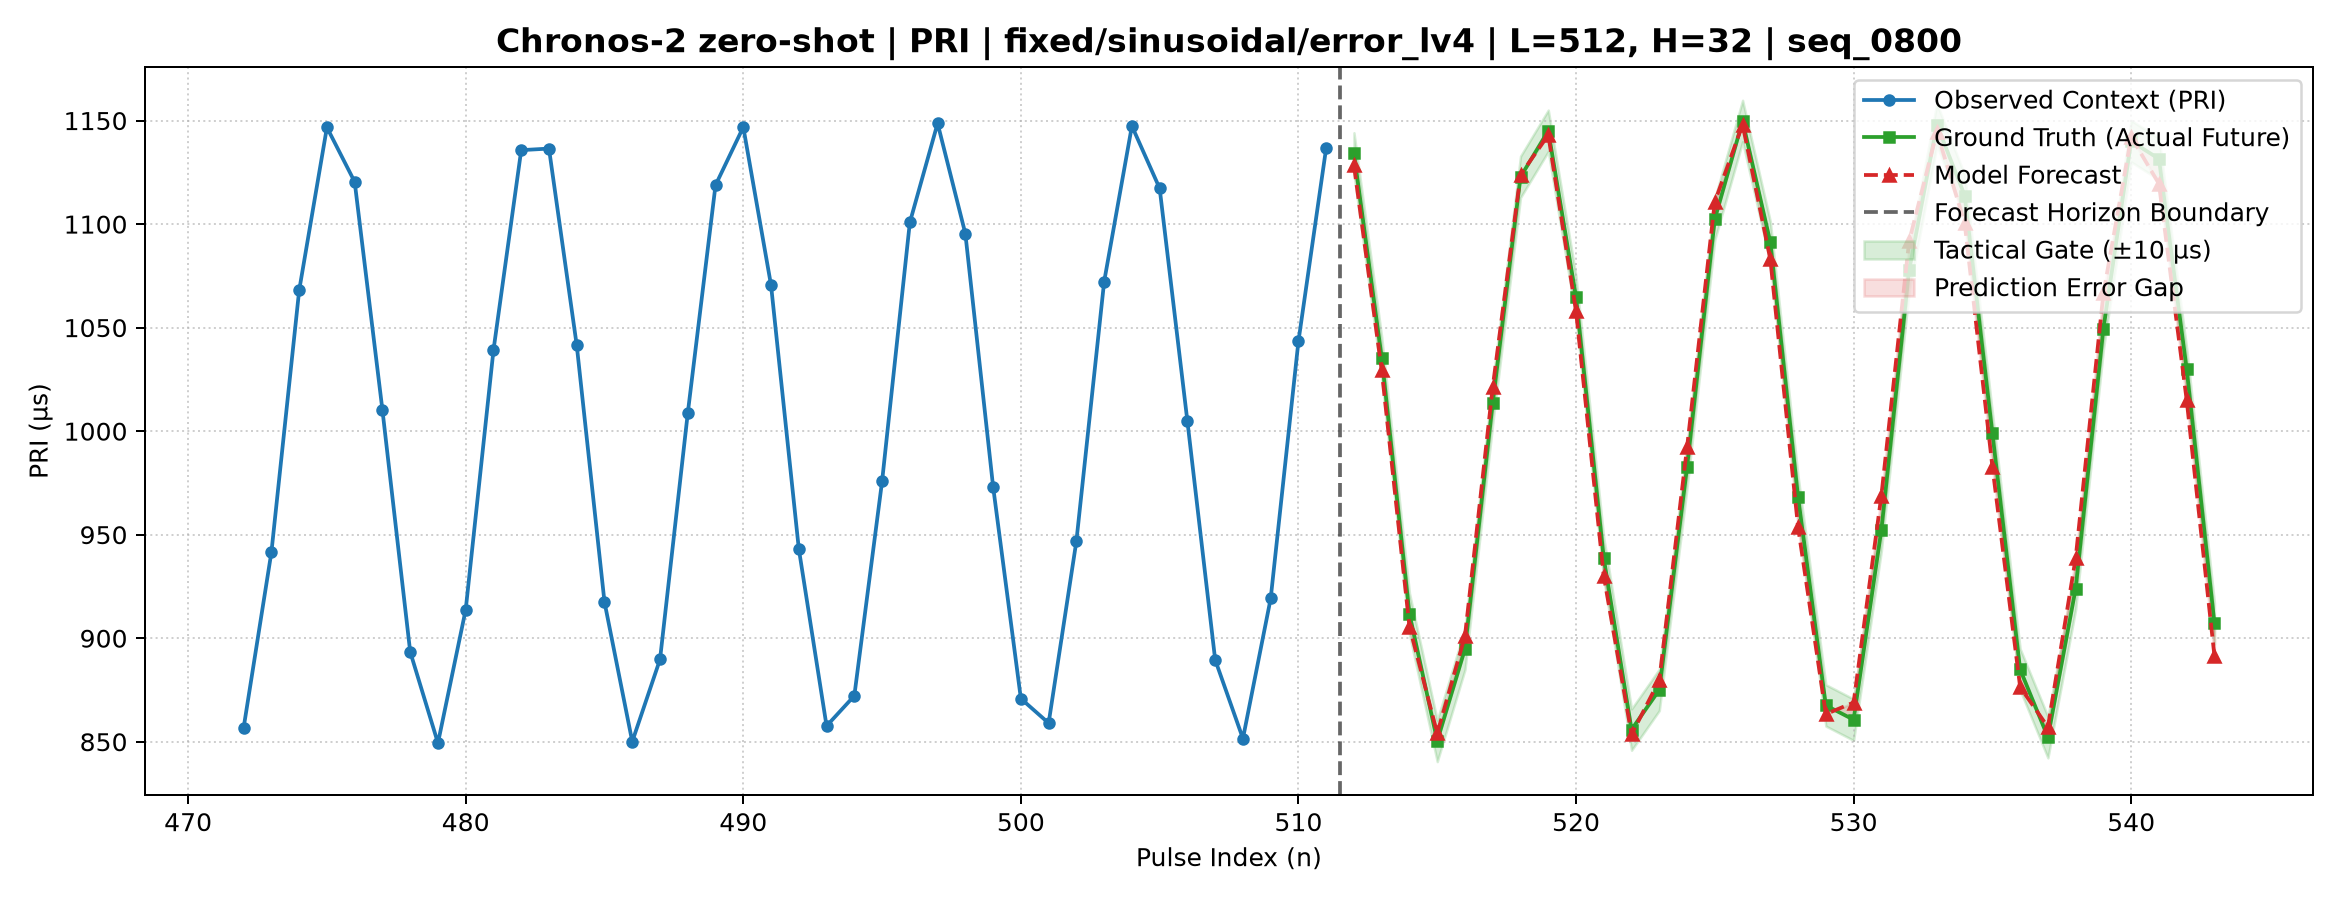 Chronos-2 zero-shot | PRI | fixed/sinusoidal/error_lv4 | L=512, H=32 | seq_0800
Observed Context (PRI)
Ground Truth (Actual Future)
Model Forecast
Forecast Horizon Boundary
Tactical Gate (±10 μs)
Prediction Error Gap
PRI (μs)
1150
1100
1050
1000
950
900
850
470 480 490 500 510 520 530 540
Pulse Index (n)